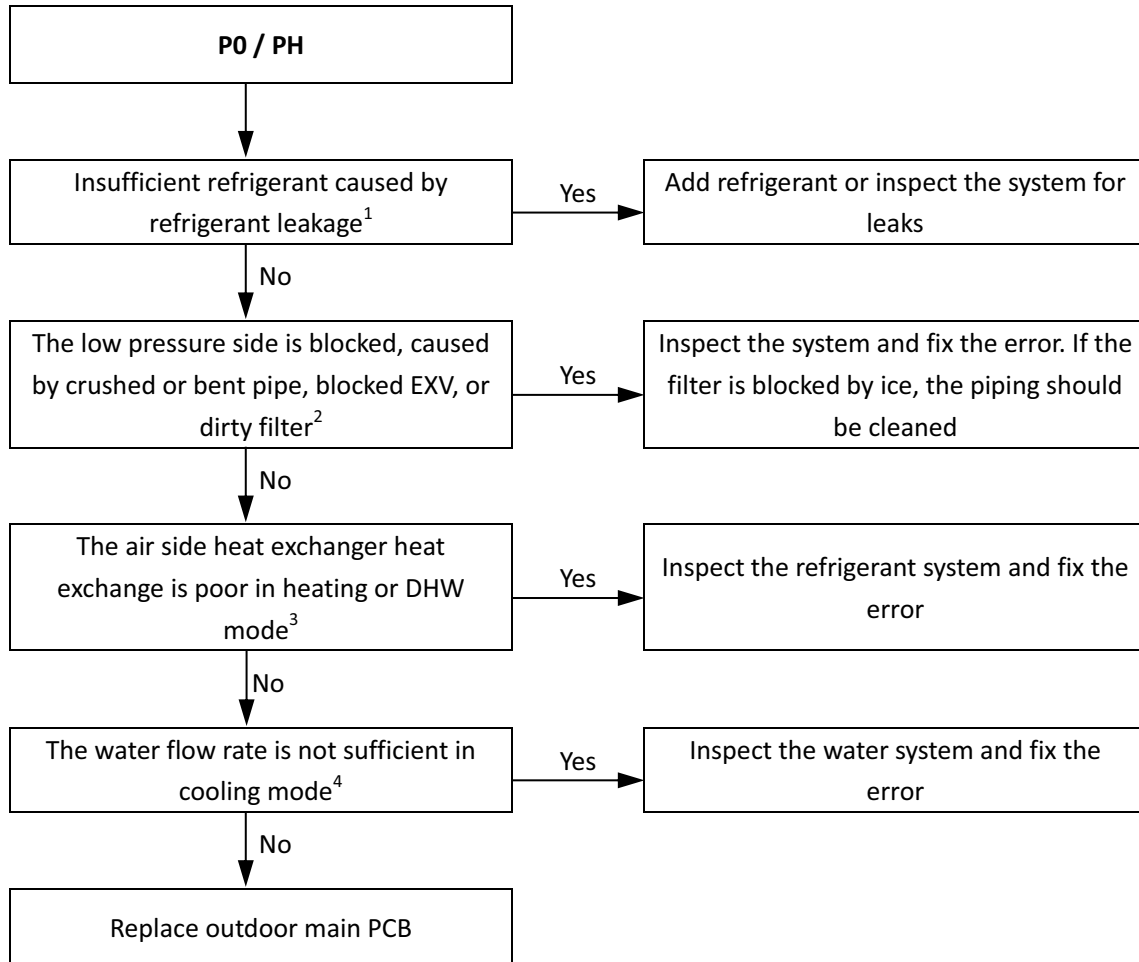 P0 / PH
Insufficient refrigerant caused by
refrigerant leakage1
Yes
Add refrigerant or inspect the system for
leaks
No
The low pressure side is blocked, caused
by crushed or bent pipe, blocked EXV, or
dirty filter2
Yes
Inspect the system and fix the error. If the
filter is blocked by ice, the piping should
be cleaned
No
The air side heat exchanger heat
exchange is poor in heating or DHW
mode3
Yes
Inspect the refrigerant system and fix the
error
No
The water flow rate is not sufficient in
cooling mode4
Yes
Inspect the water system and fix the
error
No
Replace outdoor main PCB